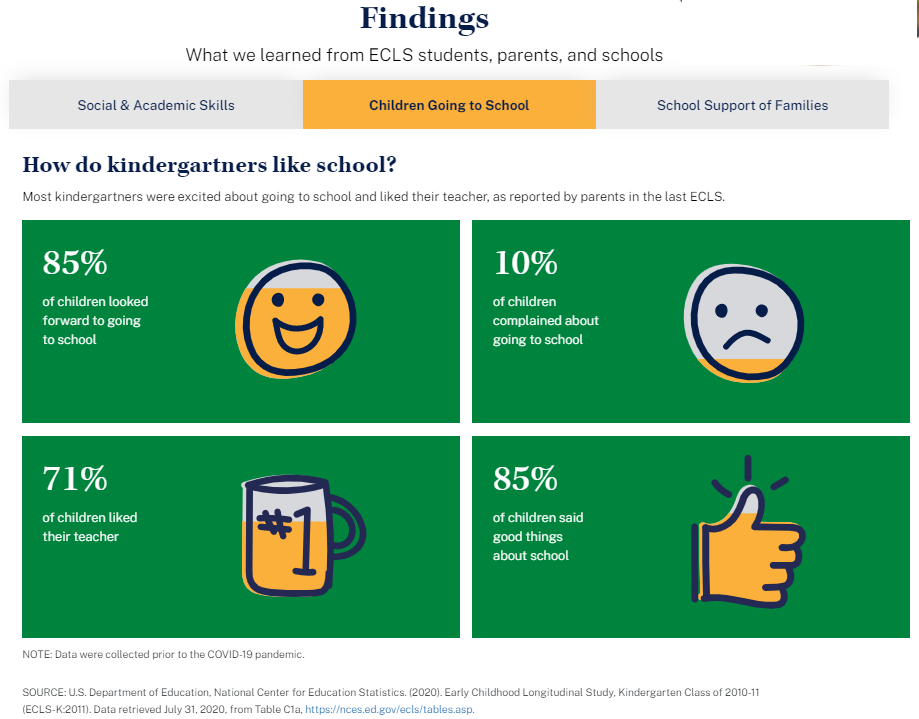 Findings
What we learned from ECLS students, parents, and schools
Social & Academic Skills
Children Going to School
School Support of Families
How do kindergartners like school?
Most kindergartners were excited about going to school and liked their teacher, as reported by parents in the last ECLS.
85%
of children looked
forward to going
to school
10%
of children
complained about
going to school
71%
of children liked
their teacher
#1
85%
of children said
good things
about school
NOTE: Data were collected prior to the COVID-19 pandemic.
SOURCE: U.S. Department of Education, National Center for Education Statistics. (2020). Early Childhood Longitudinal Study, Kindergarten Class of 2010-11
(ECLS-K:2011). Data retrieved July 31, 2020, from Table C1a, https://nces.ed.gov/ecls/tables.asp.